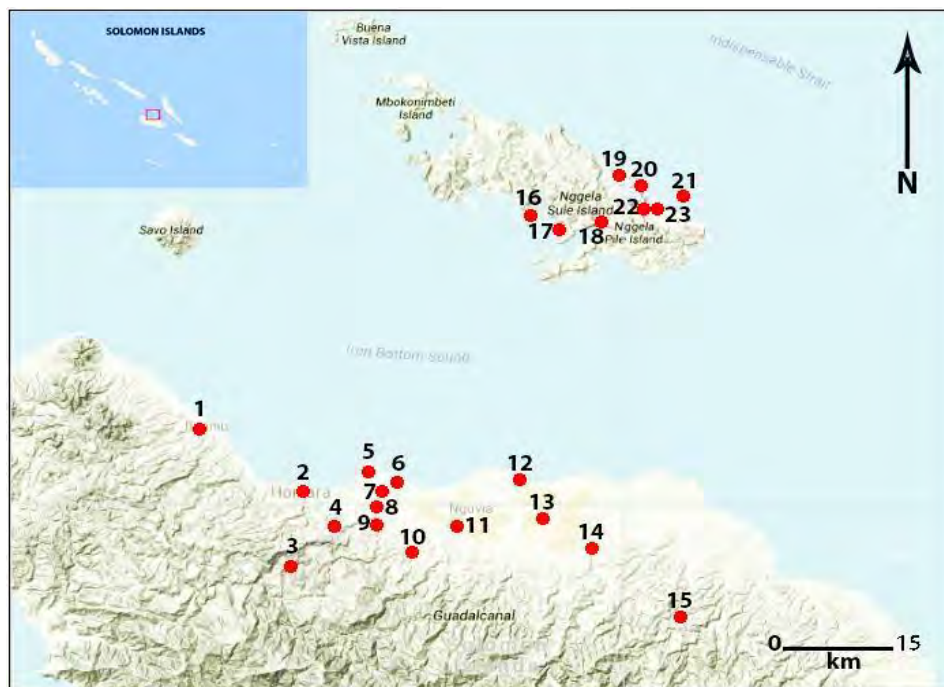 SOLOMON ISLANDS
Buena
Vista Island
Indispensable Strait
Mbokonimbeti
Island
N
19
20
21
16
Nggela
Sule Island
22
23
17
18
Nggela
Pile Island
Savo Island
Iron Bottom Sound
1
5
6
12
2
7
Honiara
8
Nguvia
13
4
9
10
11
14
3
Guadalcanal
15
0
15
km